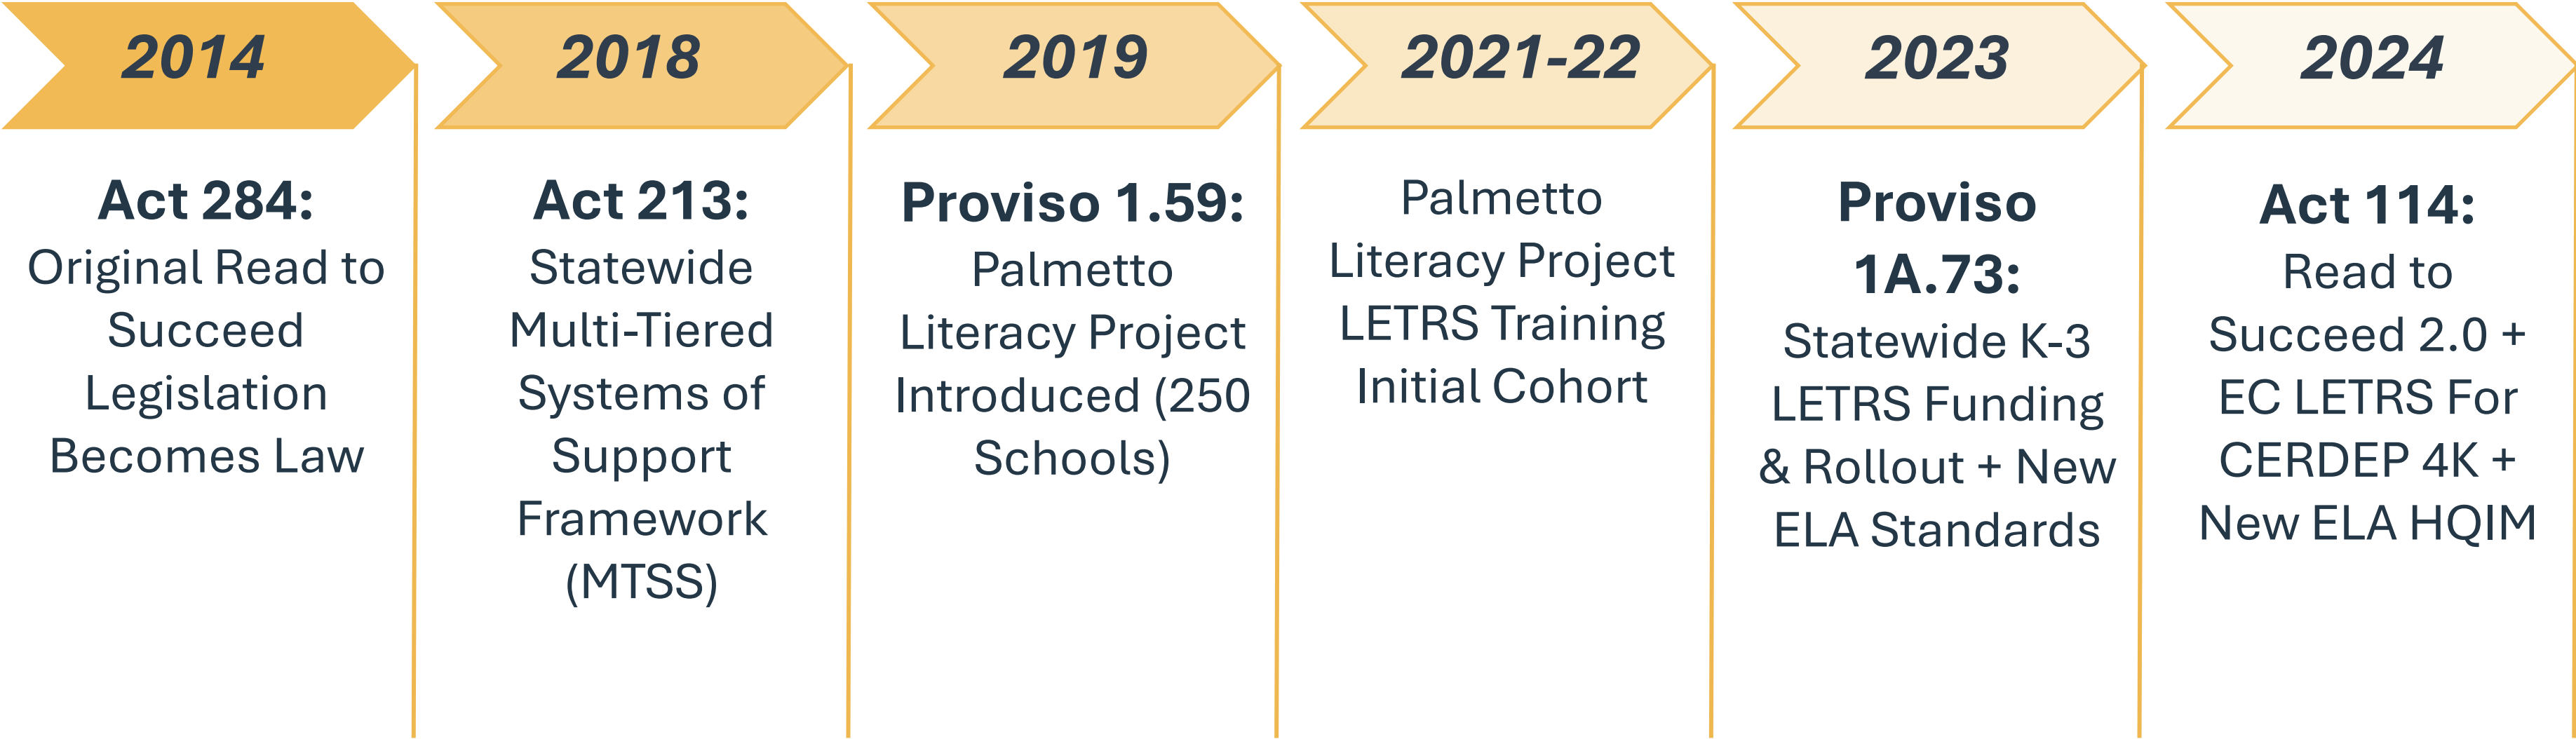 2014
Act 284:
Original Read to
Succeed
Legislation
Becomes Law
2018
Act 213:
Statewide
Multi-Tiered
Systems of
Support
Framework
(MTSS)
2019
Proviso 1.59:
Palmetto
Literacy Project
Introduced (250
Schools)
2021-22
Palmetto
Literacy Project
LETRS Training
Initial Cohort
2023
Proviso
1A.73:
Statewide K-3
LETRS Funding
& Rollout + New
ELA Standards
2024
Act 114:
Read to
Succeed 2.0 +
EC LETRS For
CERDEP 4K +
New ELA HQIM